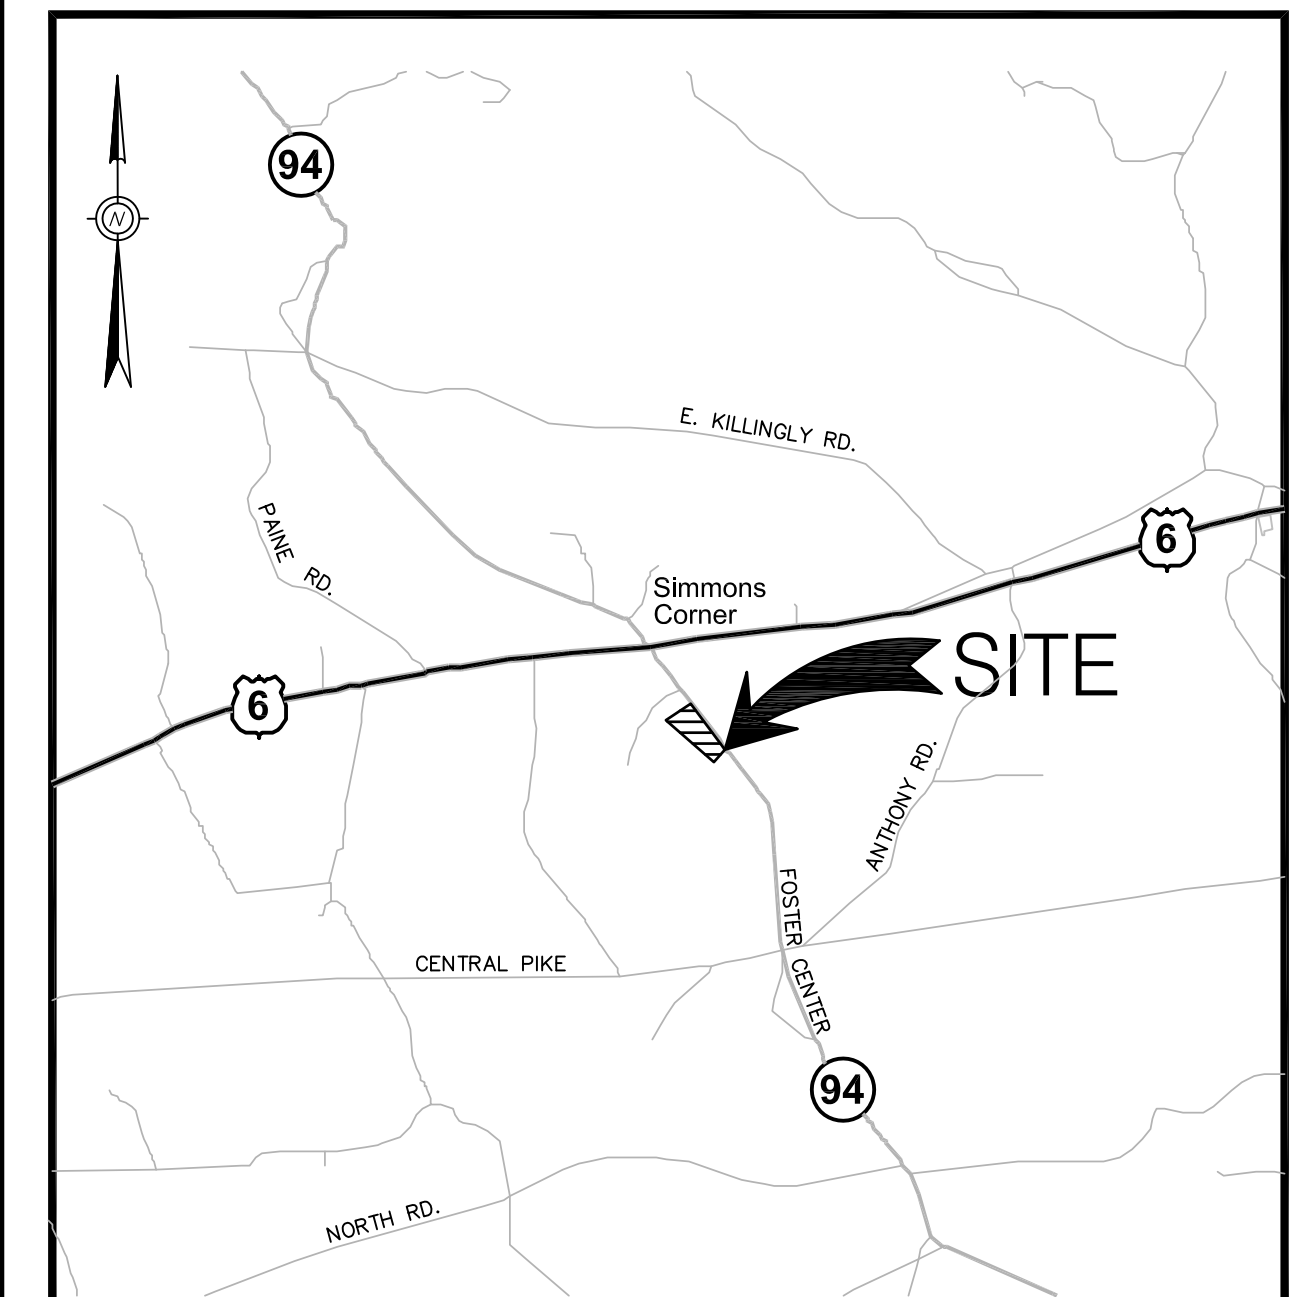 94
N
E. KILLINGLY RD.
6
PAINE RD.
Simmons
Corner
SITE
6
ANTHONY RD.
FOSTER CENTER
CENTRAL PIKE
94
NORTH RD.